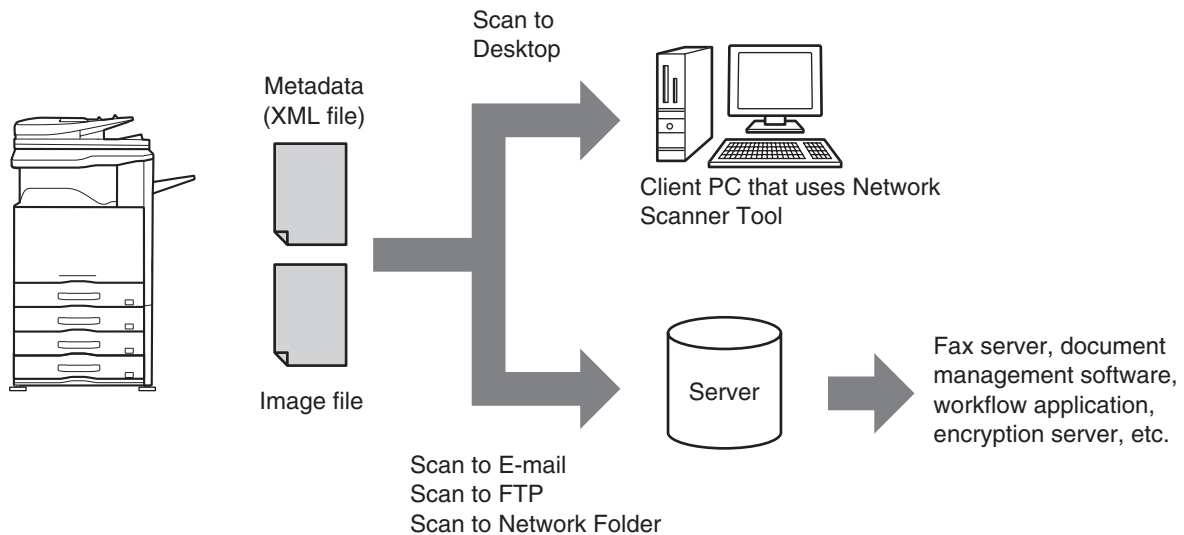 Scan to
Desktop
Metadata
(XML file)
Client PC that uses Network
Scanner Tool
Image file
Server
Fax server, document
management software,
workflow application,
encryption server, etc.
Scan to E-mail
Scan to FTP
Scan to Network Folder